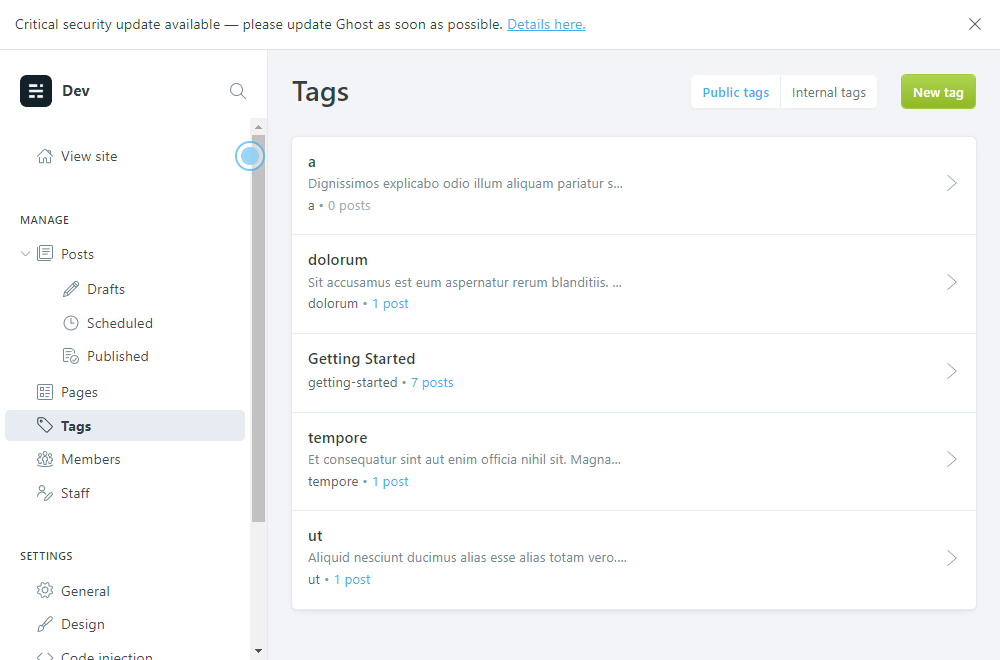 Critical security update available — please update Ghost as soon as possible. Details here.
Dev
View site
MANAGE
Posts
Drafts
Scheduled
Published
Pages
Tags
Members
Staff
SETTINGS
General
Design
Code injection
Tags
Public tags
Internal tags
New tag
a
Dignissimos explicabo odio illum aliquam pariatur s...
a • 0 posts
dolorum
Sit accusamus est eum aspernatur rerum blanditiis. ...
dolorum • 1 post
Getting Started
getting-started • 7 posts
tempore
Et consequatur sint aut enim officia nihil sit. Magna...
tempore • 1 post
ut
Aliquid nesciunt ducimus alias esse alias totam vero....
ut • 1 post